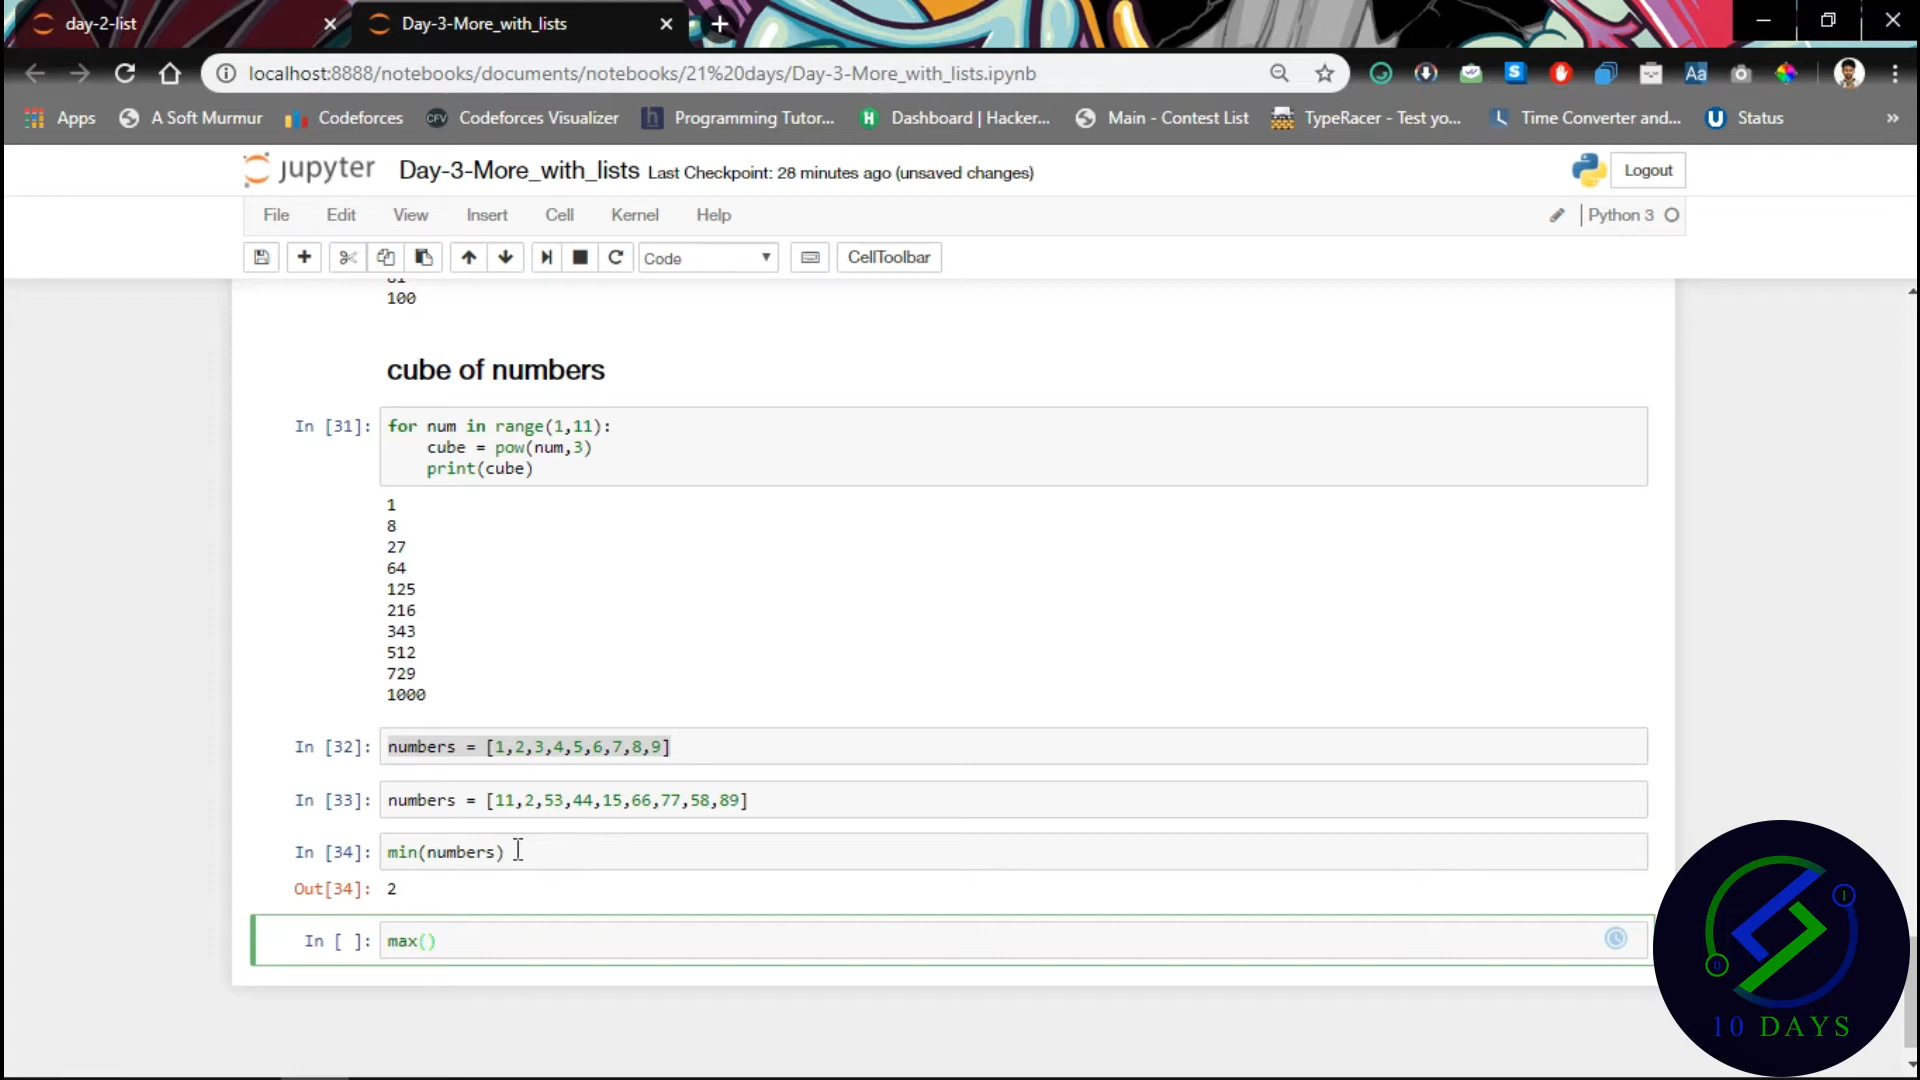 day-2-list
Day-3-More_with_lists
localhost:8888/notebooks/documents/notebooks/21%20days/Day-3-More_with_lists.ipynb
Apps A Soft Murmur Codeforces CFV Codeforces Visualizer Programming Tutor... Dashboard | Hacker... Main - Contest List TypeRacer - Test yo... Time Converter and... Status »
jupyter Day-3-More_with_lists Last Checkpoint: 28 minutes ago (unsaved changes) Logout
File Edit View Insert Cell Kernel Help Python 3
Code CellToolbar
81
100
cube of numbers
In [31]: for num in range(1,11):
cube = pow(num,3)
print(cube)
1
8
27
64
125
216
343
512
729
1000
In [32]: numbers = [1,2,3,4,5,6,7,8,9]
In [33]: numbers = [11,2,53,44,15,66,77,58,89]
In [34]: min(numbers)
Out[34]: 2
In [ ]: max()
1
0
10 DAYS